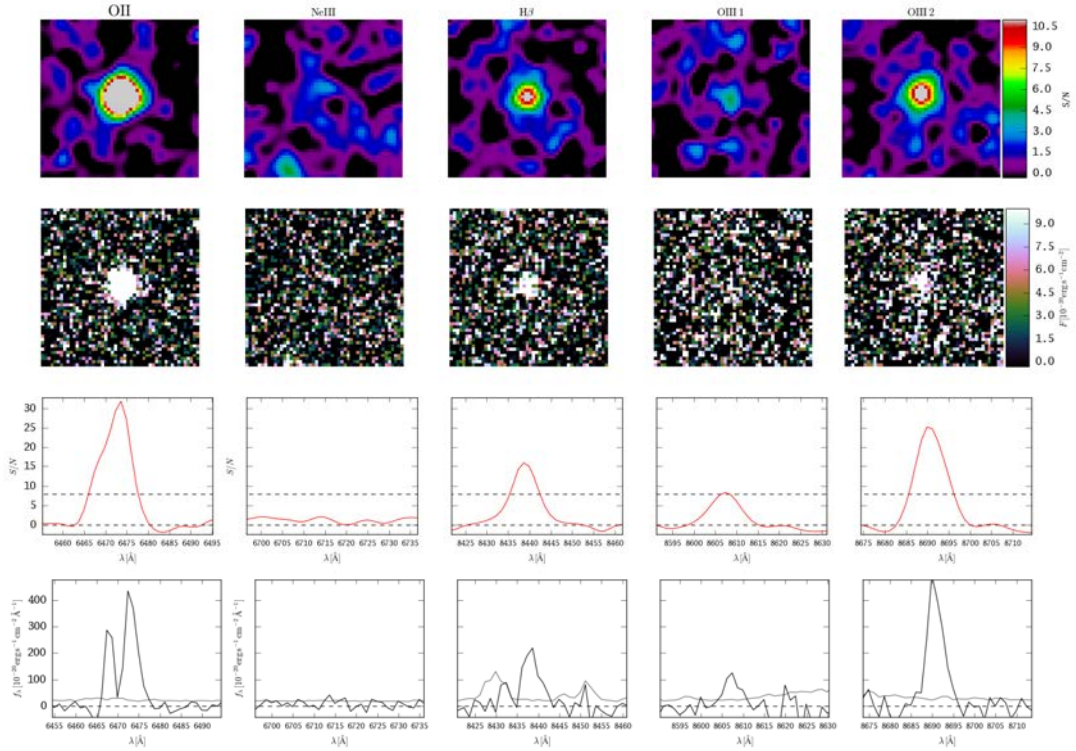 OII NeIII Hβ OIII 1 OIII 2
10.5
9.0
7.5
6.0
4.5
3.0
1.5
0.0
S/N
9.0
7.5
6.0
4.5
3.0
1.5
0.0
F[10⁻²⁰ erg s⁻¹ cm⁻²]
30
25
20
15
10
5
0
S/N
S/N
6460 6465 6470 6475 6480 6485 6490 6495
6700 6705 6710 6715 6720 6725 6730 6735
8425 8430 8435 8440 8445 8450 8455 8460
8595 8600 8605 8610 8615 8620 8625 8630
8675 8680 8685 8690 8695 8700 8705 8710
λ[Å] λ[Å] λ[Å] λ[Å] λ[Å]
400
300
200
100
0
fλ[10⁻²⁰ erg s⁻¹ cm⁻² Å⁻¹]
fλ[10⁻²⁰ erg s⁻¹ cm⁻² Å⁻¹]
6455 6460 6465 6470 6475 6480 6485 6490
6700 6705 6710 6715 6720 6725 6730 6735
8425 8430 8435 8440 8445 8450 8455 8460
8595 8600 8605 8610 8615 8620 8625 8630
8675 8680 8685 8690 8695 8700 8705 8710
λ[Å] λ[Å] λ[Å] λ[Å] λ[Å]